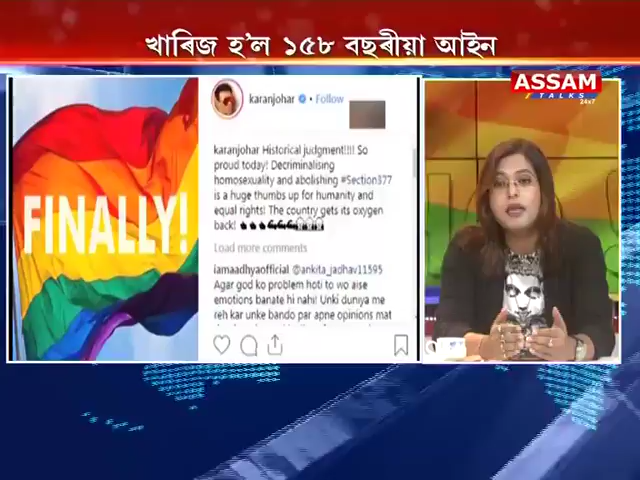 খাৰিজ হ'ল ১৫৮ বছৰীয়া আইন
ASSAM
TALKS
24x7
FINALLY!
karanjohar • Follow
karanjohar Historical judgment!!!! So
proud today! Decriminalising
homosexuality and abolishing #Section377
is a huge thumbs up for humanity and
equal rights! The country gets its oxygen
back!
Load more comments
iamaadhyaofficial @ankita_jadhav11595
Agar god ko problem hoti to wo aise
emotions banate hi nahi! Unki duniya me
reh kar unke bando par apne opinions mat